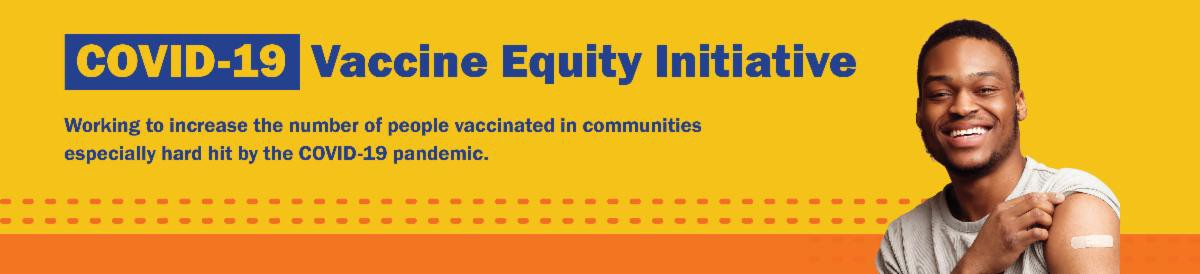 COVID-19 Vaccine Equity Initiative
Working to increase the number of people vaccinated in communities
especially hard hit by the COVID-19 pandemic.